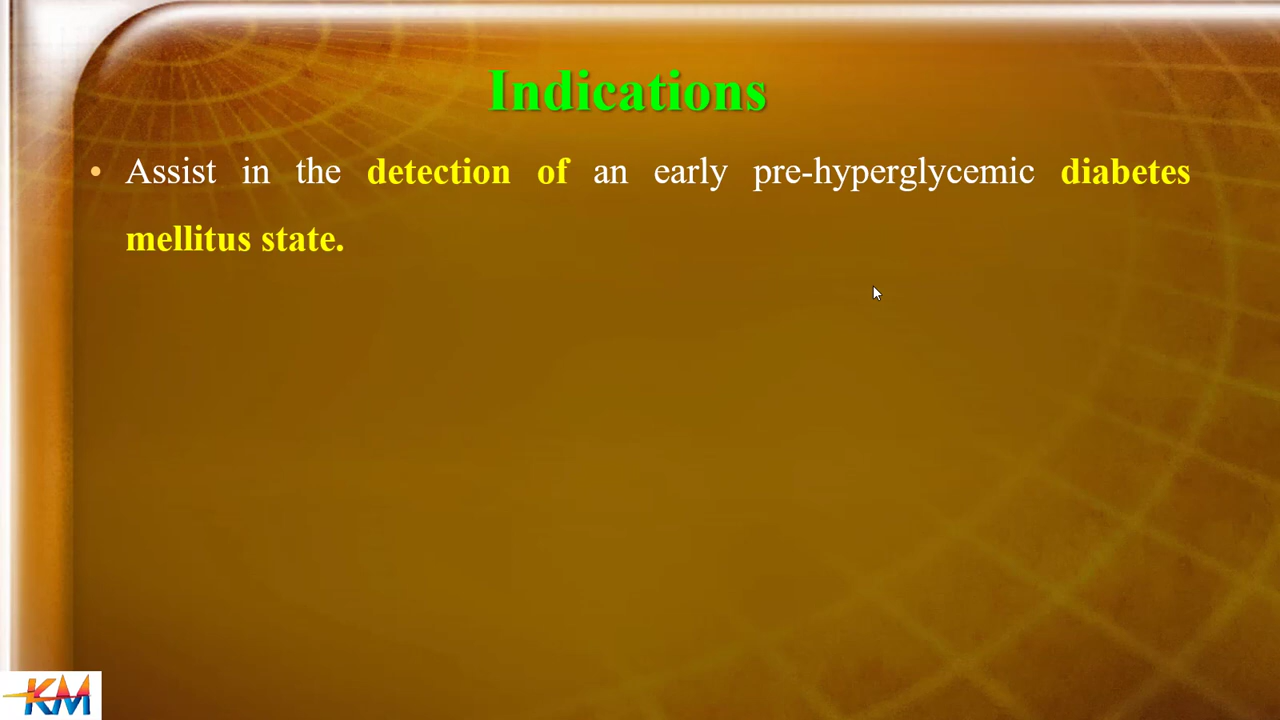 Indications
• Assist in the detection of an early pre-hyperglycemic diabetes
mellitus state.
KM